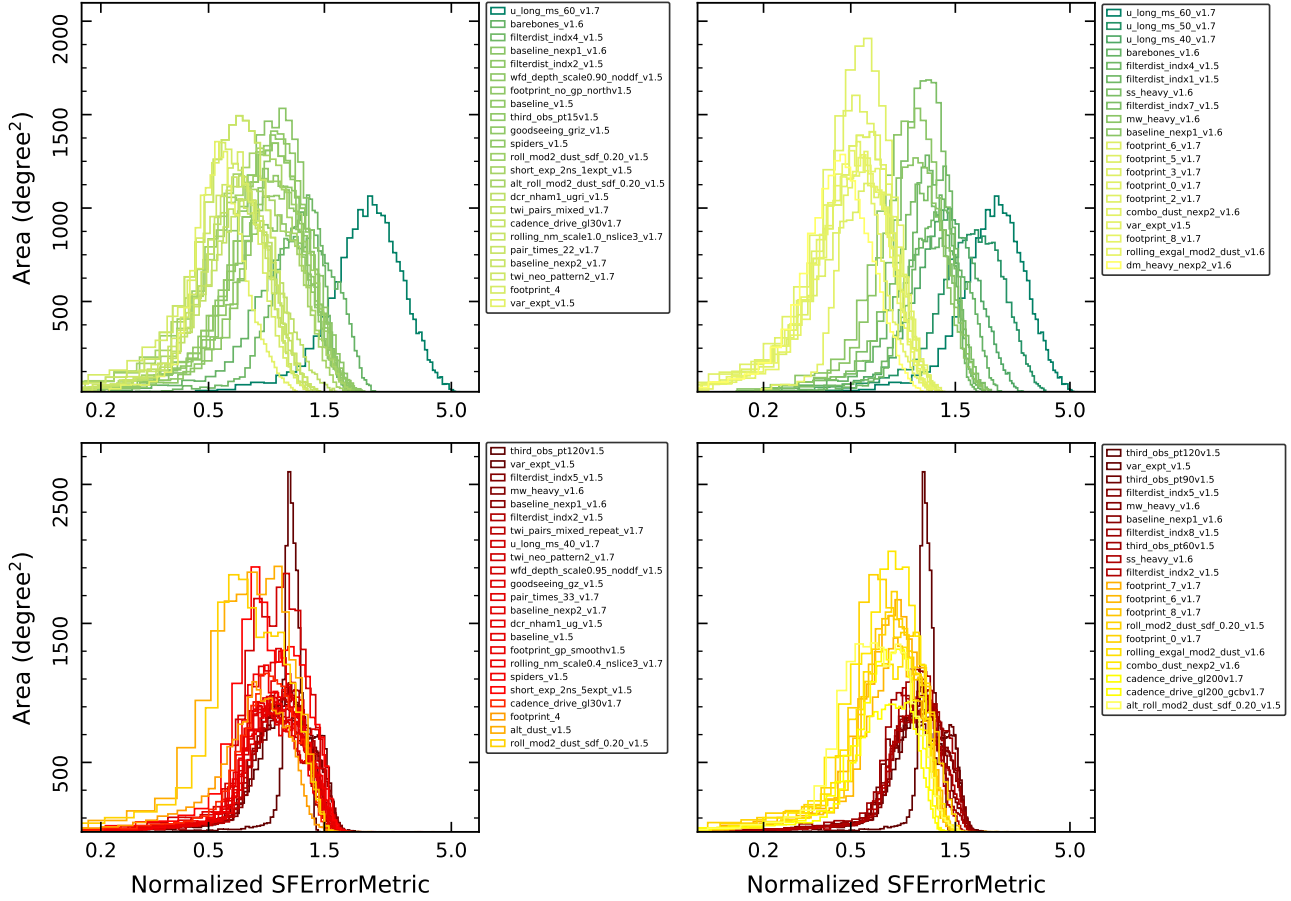 2000
1500
1000
500
Area (degree²)
0.2
0.5
1.5
5.0
u_long_ms_60_v1.7
barebones_v1.6
filterdist_indx4_v1.5
baseline_nexp1_v1.6
filterdist_indx2_v1.5
wfd_depth_scale0.90_noddf_v1.5
footprint_no_gp_northv1.5
baseline_v1.5
third_obs_pt15v1.5
goodseeing_griz_v1.5
spiders_v1.5
roll_mod2_dust_sdf_0.20_v1.5
short_exp_2ns_1expt_v1.5
alt_roll_mod2_dust_sdf_0.20_v1.5
dcr_nham1_ugri_v1.5
twi_pairs_mixed_v1.7
cadence_drive_gl30v1.7
rolling_nm_scale1.0_nslice3_v1.7
pair_times_22_v1.7
baseline_nexp2_v1.7
twi_neo_pattern2_v1.7
footprint_4
var_expt_v1.5
0.2
0.5
1.5
5.0
u_long_ms_60_v1.7
u_long_ms_50_v1.7
u_long_ms_40_v1.7
barebones_v1.6
filterdist_indx4_v1.5
filterdist_indx1_v1.5
ss_heavy_v1.6
filterdist_indx7_v1.5
mw_heavy_v1.6
baseline_nexp1_v1.6
footprint_6_v1.7
footprint_5_v1.7
footprint_3_v1.7
footprint_0_v1.7
footprint_2_v1.7
combo_dust_nexp2_v1.6
var_expt_v1.5
footprint_8_v1.7
rolling_exgal_mod2_dust_v1.6
dm_heavy_nexp2_v1.6
2500
1500
500
Area (degree²)
0.2
0.5
1.5
5.0
Normalized SFErrorMetric
third_obs_pt120v1.5
var_expt_v1.5
filterdist_indx5_v1.5
mw_heavy_v1.6
baseline_nexp1_v1.6
filterdist_indx2_v1.5
twi_pairs_mixed_repeat_v1.7
u_long_ms_40_v1.7
twi_neo_pattern2_v1.7
wfd_depth_scale0.95_noddf_v1.5
goodseeing_gz_v1.5
pair_times_33_v1.7
baseline_nexp2_v1.7
dcr_nham1_ug_v1.5
baseline_v1.5
footprint_gp_smoothv1.5
rolling_nm_scale0.4_nslice3_v1.7
spiders_v1.5
short_exp_2ns_5expt_v1.5
cadence_drive_gl30v1.7
footprint_4
alt_dust_v1.5
roll_mod2_dust_sdf_0.20_v1.5
0.2
0.5
1.5
5.0
Normalized SFErrorMetric
third_obs_pt120v1.5
var_expt_v1.5
third_obs_pt90v1.5
filterdist_indx5_v1.5
mw_heavy_v1.6
baseline_nexp1_v1.6
filterdist_indx8_v1.5
third_obs_pt60v1.5
ss_heavy_v1.6
filterdist_indx2_v1.5
footprint_7_v1.7
footprint_6_v1.7
footprint_8_v1.7
roll_mod2_dust_sdf_0.20_v1.5
footprint_0_v1.7
rolling_exgal_mod2_dust_v1.6
combo_dust_nexp2_v1.6
cadence_drive_gl200v1.7
cadence_drive_gl200_gcbv1.7
alt_roll_mod2_dust_sdf_0.20_v1.5